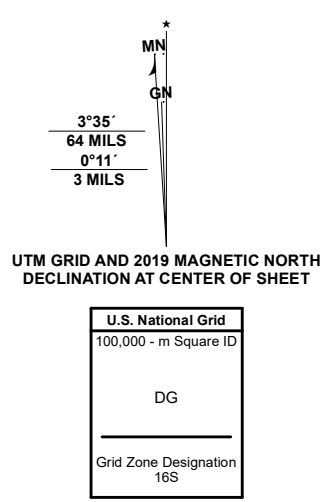 ★
MN
GN
3°35´
64 MILS
0°11´
3 MILS
UTM GRID AND 2019 MAGNETIC NORTH
DECLINATION AT CENTER OF SHEET
U.S. National Grid
100,000 - m Square ID
DG
Grid Zone Designation
16S